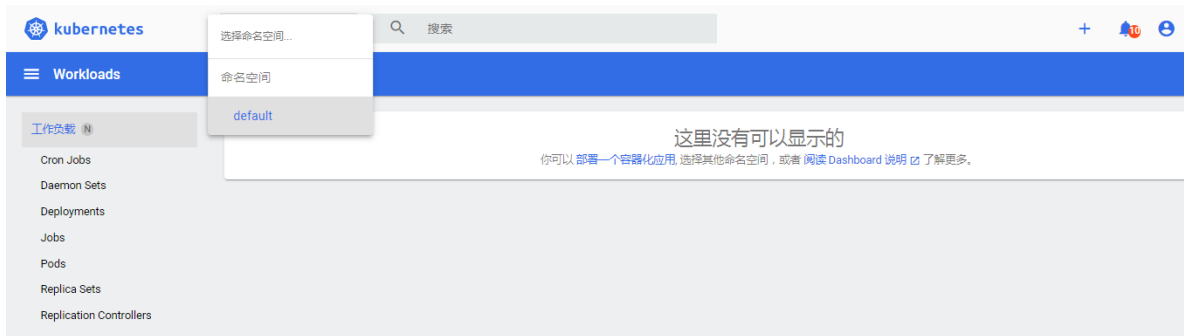 kubernetes
选择命名空间...
搜索
+
10
Workloads
命名空间
default
工作负载 N
Cron Jobs
Daemon Sets
Deployments
Jobs
Pods
Replica Sets
Replication Controllers
这里没有可以显示的
你可以 部署一个容器化应用, 选择其他命名空间，或者 阅读 Dashboard 说明 了解更多。